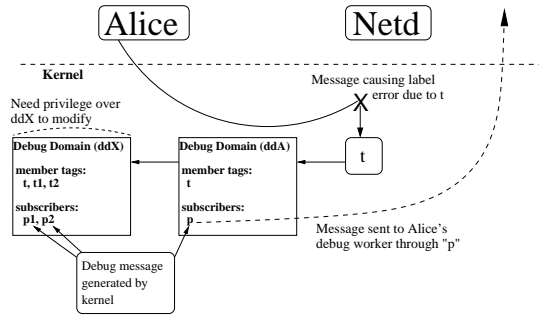 Alice
Netd
Kernel
Message causing label
error due to t
X
Need privilege over
ddX to modify
Debug Domain (ddX)
member tags:
t, t1, t2
subscribers:
p1, p2
Debug Domain (ddA)
member tags:
t
subscribers:
p
t
Message sent to Alice's
debug worker through "p"
Debug message
generated by
kernel